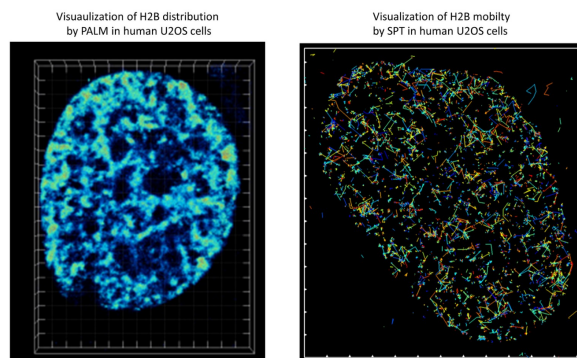 Visaulization of H2B distribution
by PALM in human U2OS cells
Visualization of H2B mobilty
by SPT in human U2OS cells